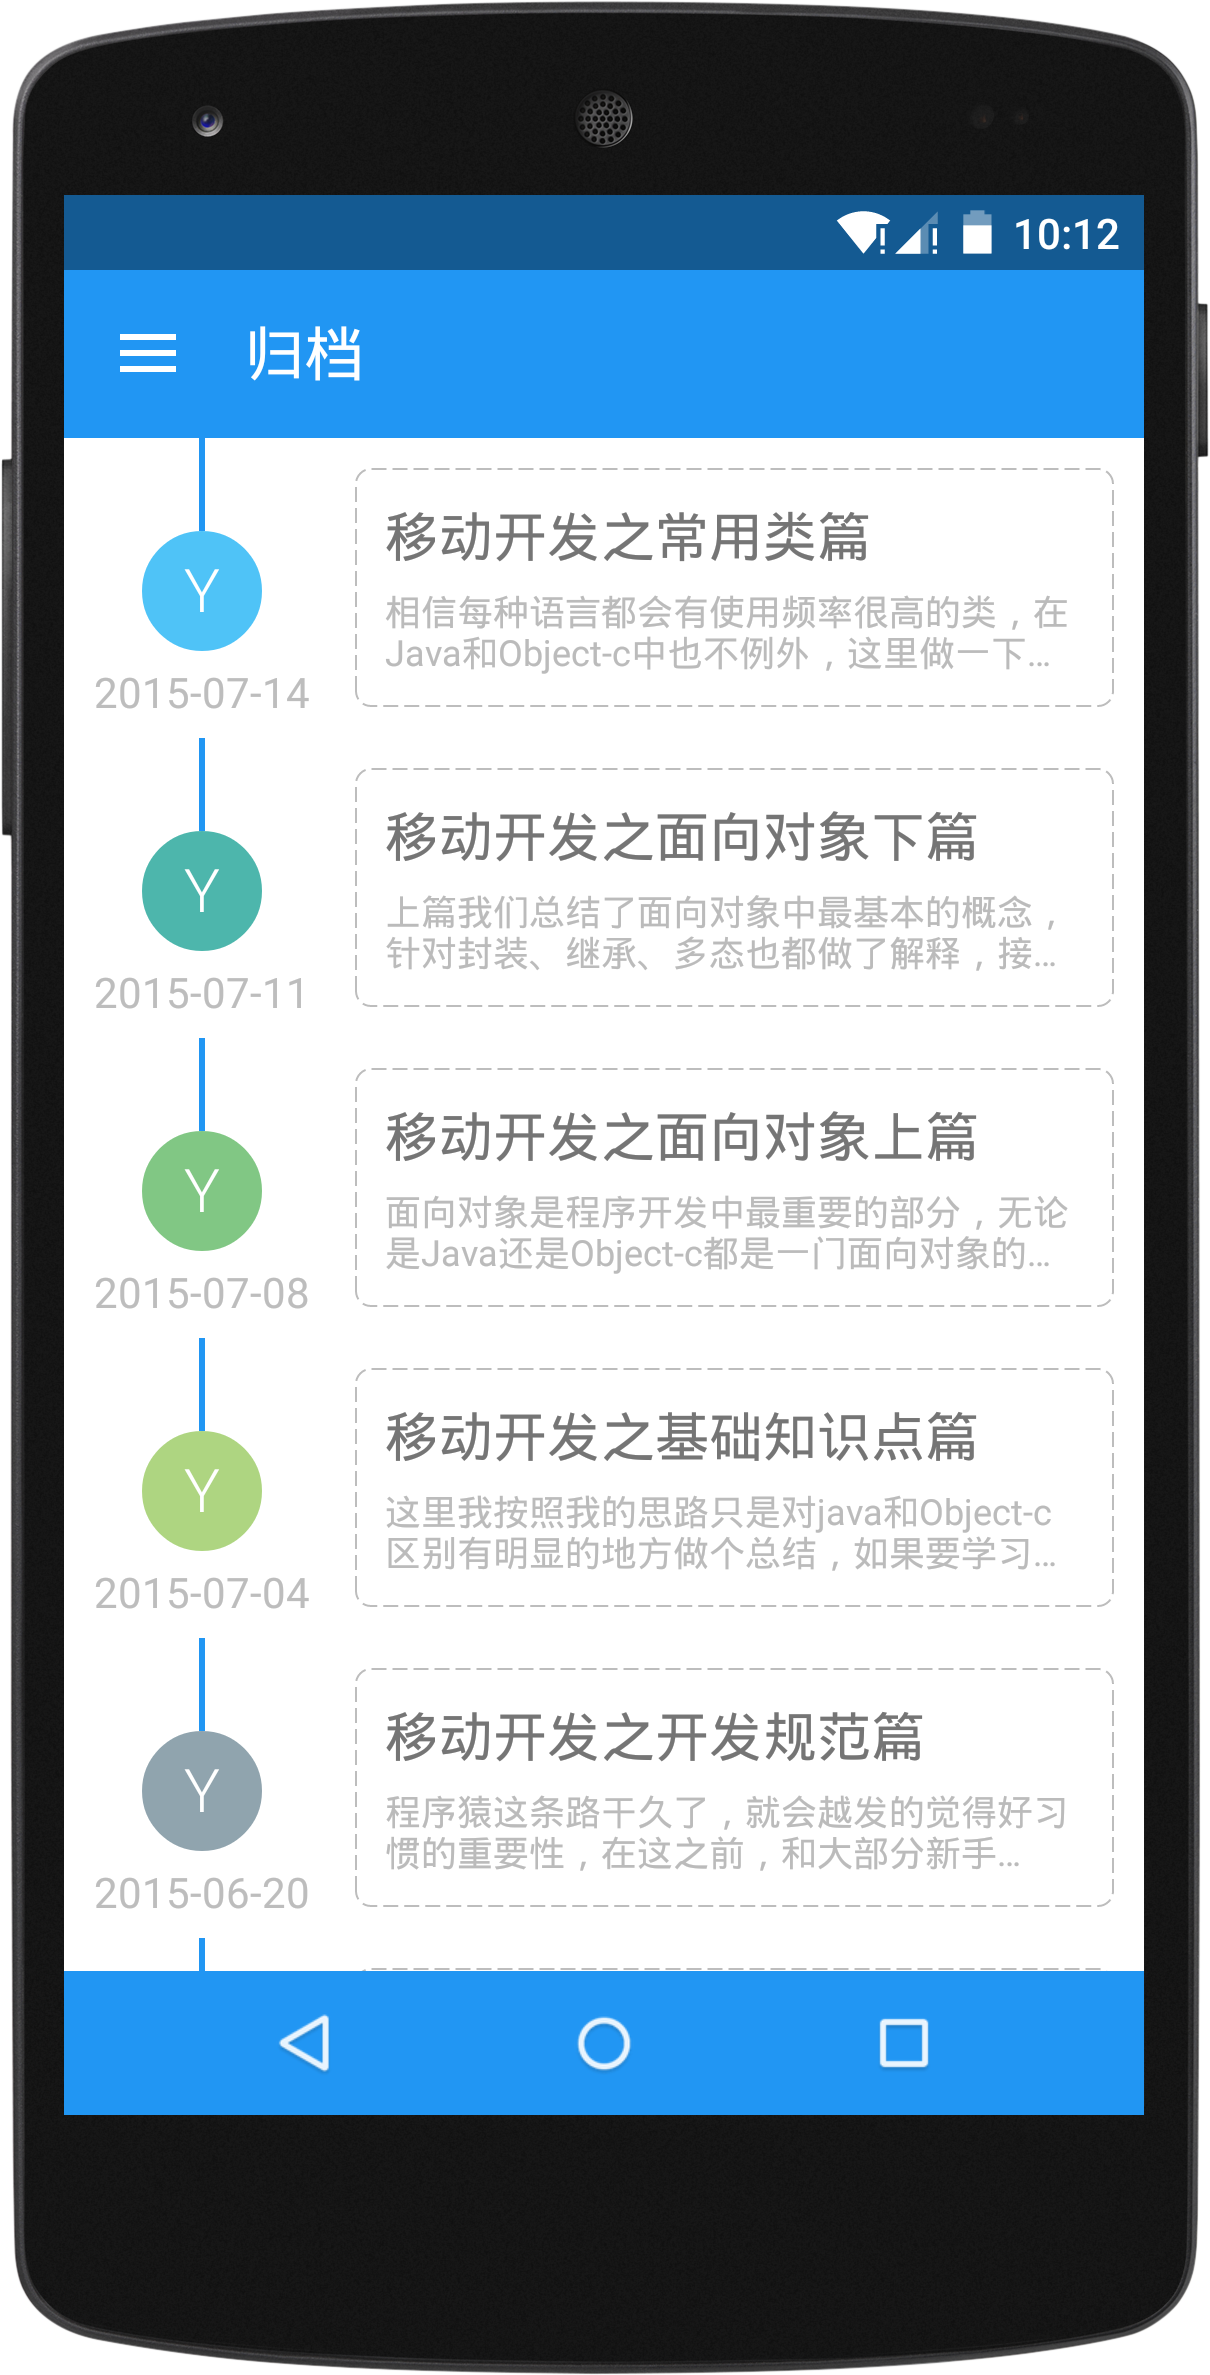 10:12
归档
移动开发之常用类篇
相信每种语言都会有使用频率很高的类，在
Java和Object-c中也不例外，这里做一下...
Y
2015-07-14
移动开发之面向对象下篇
上篇我们总结了面向对象中最基本的概念，
针对封装、继承、多态也都做了解释，接...
Y
2015-07-11
移动开发之面向对象上篇
面向对象是程序开发中最重要的部分，无论
是Java还是Object-c都是一门面向对象的...
Y
2015-07-08
移动开发之基础知识点篇
这里我按照我的思路只是对java和Object-c
区别有明显的地方做个总结，如果要学习...
Y
2015-07-04
移动开发之开发规范篇
程序猿这条路干久了，就会越发的觉得好习
惯的重要性，在这之前，和大部分新手...
Y
2015-06-20